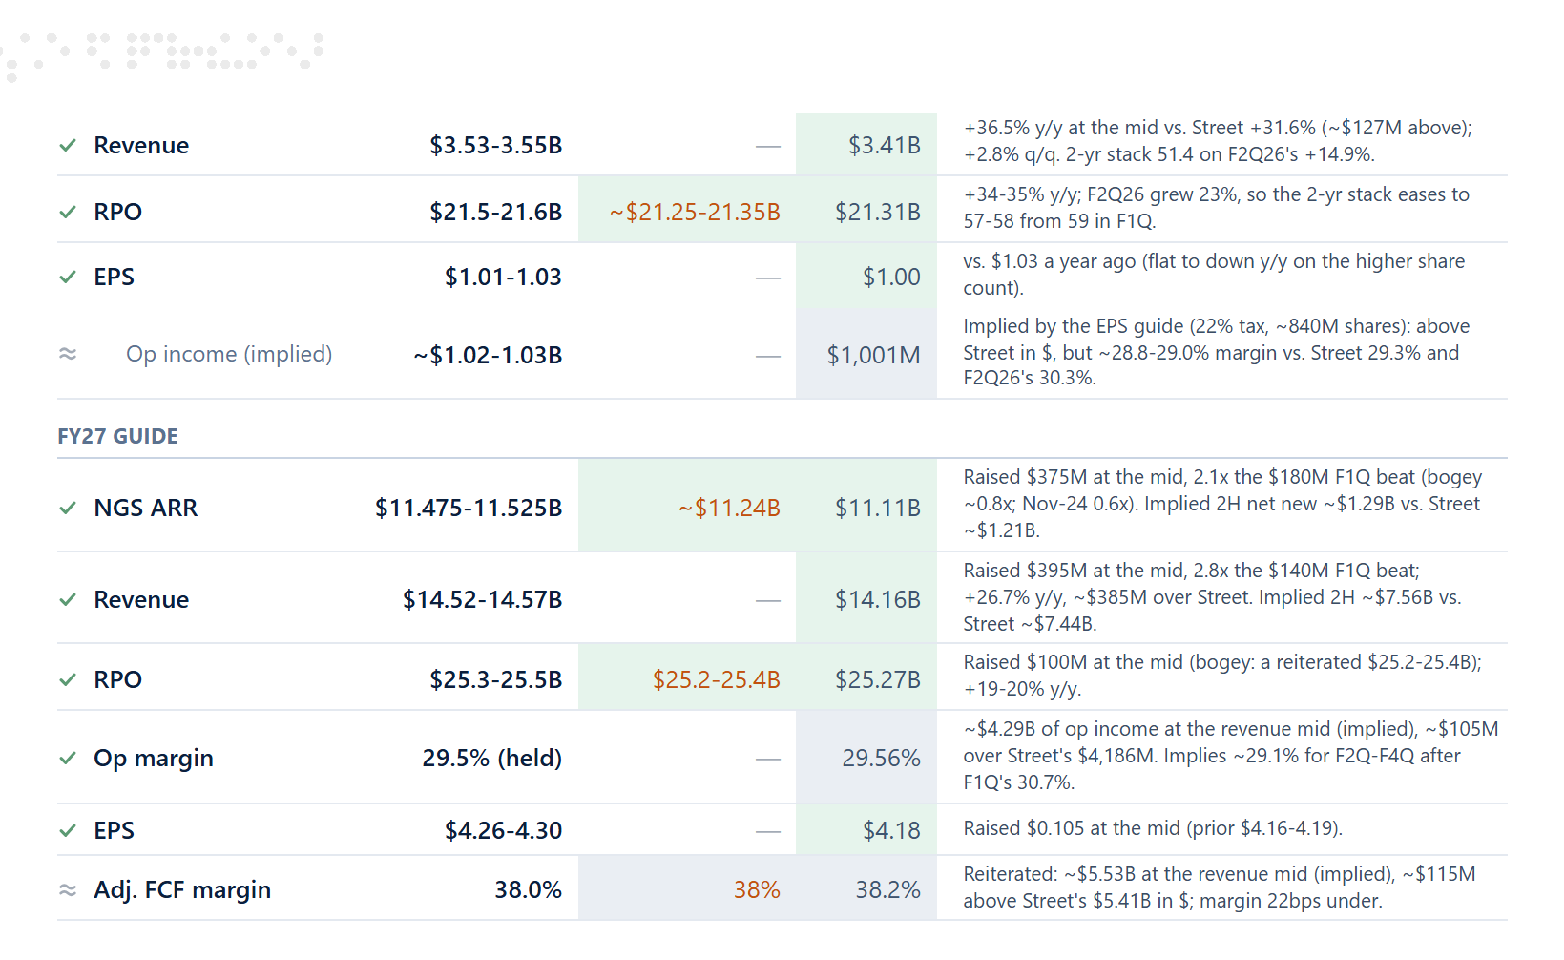 Revenue $3.53-3.55B — $3.41B +36.5% y/y at the mid vs. Street +31.6% (~$127M above);
+2.8% q/q. 2-yr stack 51.4 on F2Q26's +14.9%.
RPO $21.5-21.6B ~$21.25-21.35B $21.31B +34-35% y/y; F2Q26 grew 23%, so the 2-yr stack eases to
57-58 from 59 in F1Q.
EPS $1.01-1.03 — $1.00 vs. $1.03 a year ago (flat to down y/y on the higher share
count).
≈ Op income (implied) ~$1.02-1.03B — $1,001M Implied by the EPS guide (22% tax, ~840M shares): above
Street in $, but ~28.8-29.0% margin vs. Street 29.3% and
F2Q26's 30.3%.
FY27 GUIDE
NGS ARR $11.475-11.525B ~$11.24B $11.11B Raised $375M at the mid, 2.1x the $180M F1Q beat (bogey
~0.8x; Nov-24 0.6x). Implied 2H net new ~$1.29B vs. Street
~$1.21B.
Revenue $14.52-14.57B — $14.16B Raised $395M at the mid, 2.8x the $140M F1Q beat;
+26.7% y/y, ~$385M over Street. Implied 2H ~$7.56B vs.
Street ~$7.44B.
RPO $25.3-25.5B $25.2-25.4B $25.27B Raised $100M at the mid (bogey: a reiterated $25.2-25.4B);
+19-20% y/y.
Op margin 29.5% (held) — 29.56% ~$4.29B of op income at the revenue mid (implied), ~$105M
over Street's $4,186M. Implies ~29.1% for F2Q-F4Q after
F1Q's 30.7%.
EPS $4.26-4.30 — $4.18 Raised $0.105 at the mid (prior $4.16-4.19).
≈ Adj. FCF margin 38.0% 38% 38.2% Reiterated: ~$5.53B at the revenue mid (implied), ~$115M
above Street's $5.41B in $; margin 22bps under.